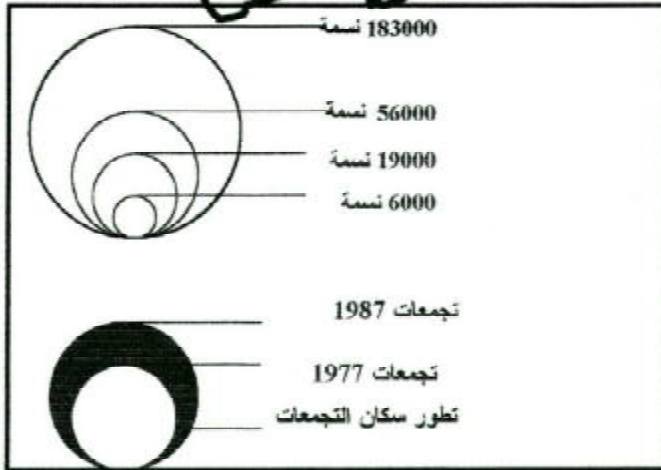 183000 نسمة
56000 نسمة
19000 نسمة
6000 نسمة
تجمعات 1987
تجمعات 1977
تطور سكان التجمعات